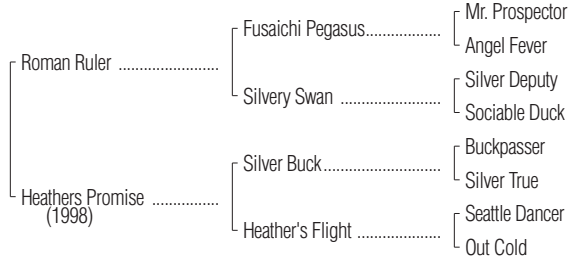 Mr. Prospector
Fusaichi Pegasus....................
Angel Fever
Roman Ruler ..........................
Silver Deputy
Silvery Swan ..........................
Sociable Duck
Buckpasser
Silver Buck...............................
Silver True
Heathers Promise .................
(1998)
Seattle Dancer
Heather's Flight .....................
Out Cold